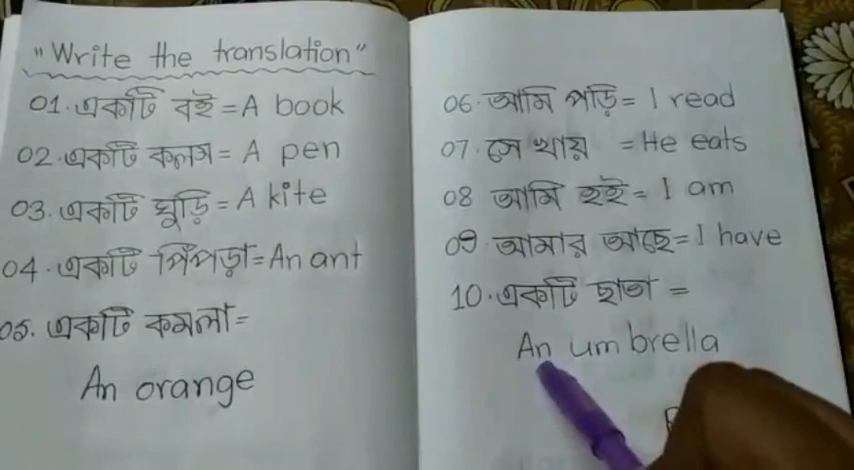 "Write the translation"
01. একটি বই = A book
02. একটি কলম = A pen
03. একটি ঘুড়ি = A kite
04. একটি পিঁপড়া = An ant
05. একটি কমলা =
An orange
06. আমি পড়ি = I read
07. সে খায় = He eats
08 আমি হই = I am
09. আমার আছে = I have
10. একটি ছাতা =
An umbrella